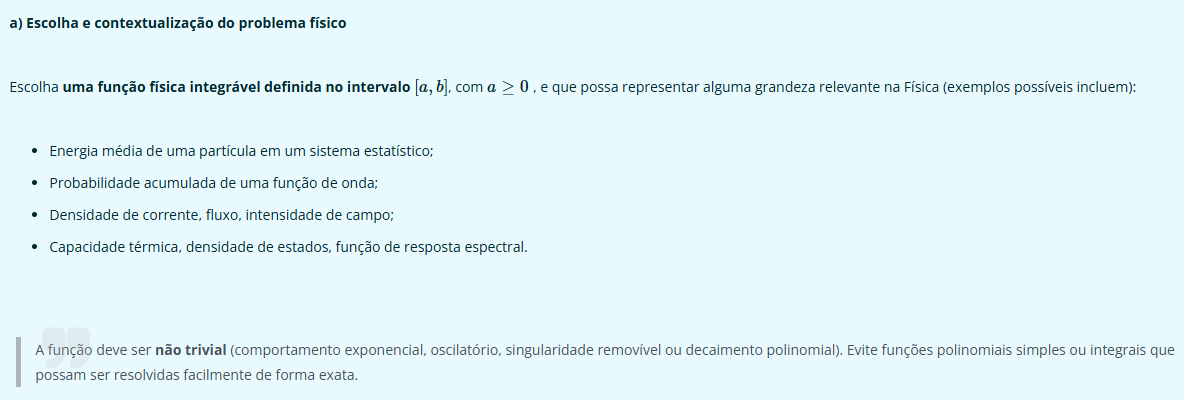 a) Escolha e contextualização do problema físico
Escolha uma função física integrável definida no intervalo [a, b], com a ≥ 0 , e que possa representar alguma grandeza relevante na Física (exemplos possíveis incluem):
• Energia média de uma partícula em um sistema estatístico;
• Probabilidade acumulada de uma função de onda;
• Densidade de corrente, fluxo, intensidade de campo;
• Capacidade térmica, densidade de estados, função de resposta espectral.
A função deve ser não trivial (comportamento exponencial, oscilatório, singularidade removível ou decaimento polinomial). Evite funções polinomiais simples ou integrais que
possam ser resolvidas facilmente de forma exata.